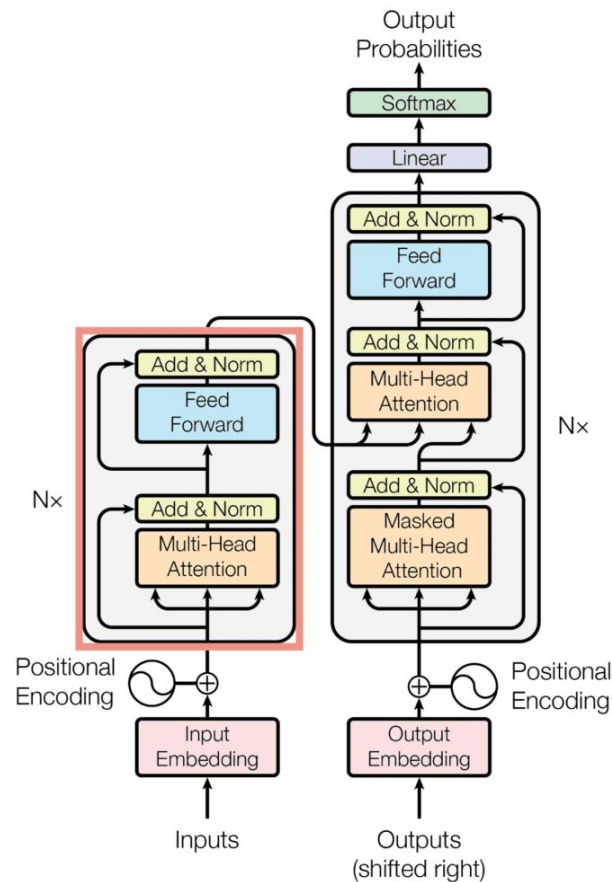 Output
Probabilities
Softmax
Linear
Add & Norm
Feed
Forward
Add & Norm
Multi-Head
Attention
Add & Norm
Masked
Multi-Head
Attention
N×
Add & Norm
Feed
Forward
Add & Norm
Multi-Head
Attention
N×
Positional
Encoding
Positional
Encoding
Input
Embedding
Output
Embedding
Inputs
Outputs
(shifted right)